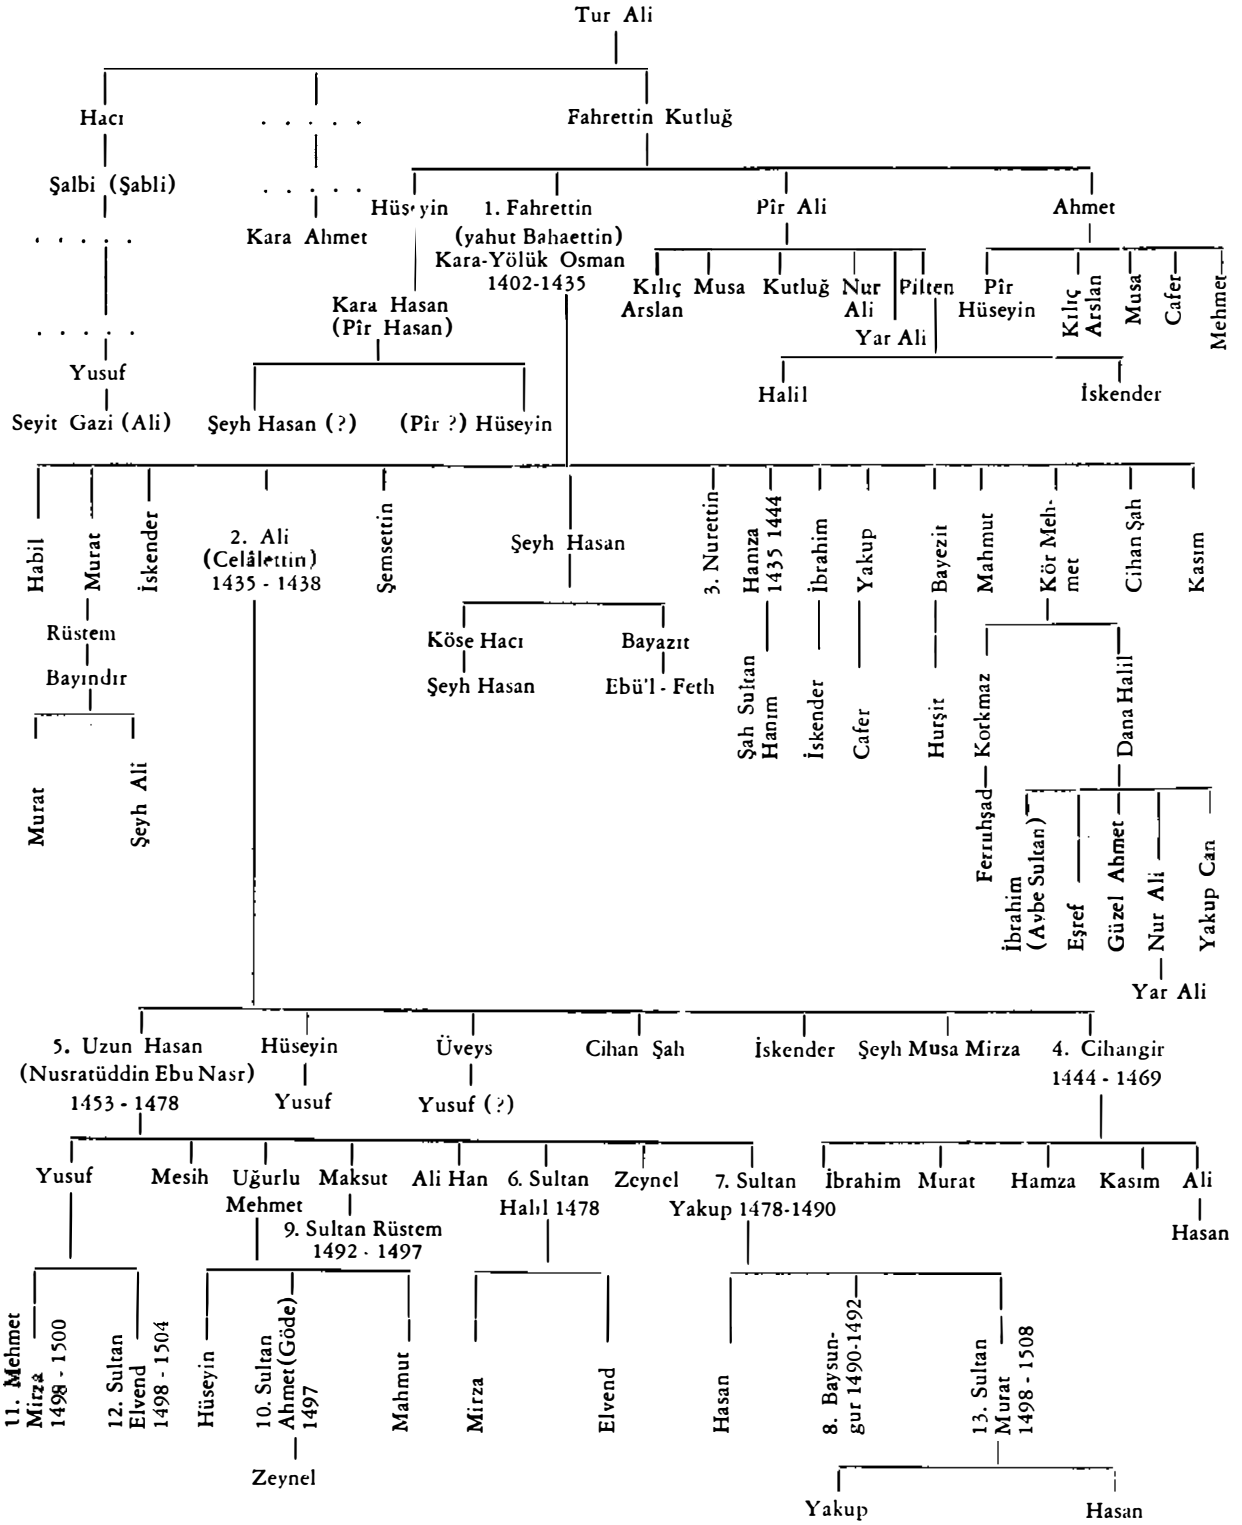 Tur Ali
Hacı
. . . . .
Fahrettin Kutluğ
Şalbi (Şabli)
. . . . .
Hüseyin
1. Fahrettin
(yahut Bahaettin)
Kara-Yölük Osman
1402-1435
Pîr Ali
Ahmet
Kara Ahmet
. . . . .
Kılıç
Arslan
Musa
Kutluğ
Nur
Ali
Yar Ali
Pilten
Pîr
Hüseyin
Kılıç
Arslan
Musa
Cafer
Mehmet
Kara Hasan
(Pîr Hasan)
. . . . .
Yusuf
Halil
İskender
Seyit Gazi (Ali)
Şeyh Hasan (?)
(Pîr ?) Hüseyin
Habil
Murat
İskender
2. Ali
(Celâlettin)
1435 - 1438
Şemsettin
Şeyh Hasan
3. Nurettin
Hamza
1435 1444
İbrahim
Yakup
Bayezit
Mahmut
Kör Meh-
met
Cihan Şah
Kasım
Rüstem
Bayındır
Köse Hacı
Bayazıt
Şeyh Hasan
Ebü'l - Feth
Şah Sultan
Hanım
İskender
Cafer
Hurşit
Korkmaz
Dana Halil
Murat
Şeyh Ali
Ferruhşad
İbrahim
(Aybe Sultan)
Eşref
Güzel Ahmet
Nur Ali
Yakup Can
Yar Ali
5. Uzun Hasan
(Nusratüddin Ebu Nasr)
1453 - 1478
Hüseyin
Üveys
Cihan Şah
İskender
Şeyh Musa Mirza
4. Cihangir
1444 - 1469
Yusuf
Yusuf (?)
Yusuf
Mesih
Uğurlu
Mehmet
Maksut
Ali Han
6. Sultan
Halil 1478
Zeynel
7. Sultan
Yakup 1478-1490
İbrahim
Murat
Hamza
Kasım
Ali
Hasan
9. Sultan Rüstem
1492 - 1497
11. Mehmet
Mirza
1498 - 1500
12. Sultan
Elvend
1498 - 1504
Hüseyin
10. Sultan
Ahmet (Göde)
1497
Mahmut
Mirza
Elvend
Hasan
8. Baysun-
gur 1490-1492
13. Sultan
Murat
1498 - 1508
Zeynel
Yakup
Hasan